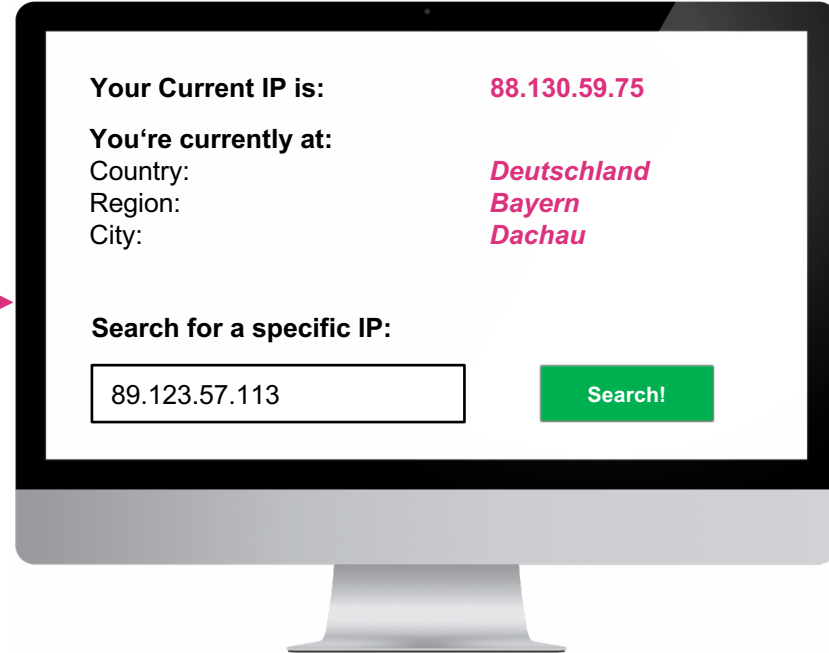 Your Current IP is: 88.130.59.75
You‘re currently at:
Country: Deutschland
Region: Bayern
City: Dachau
Search for a specific IP:
89.123.57.113 Search!